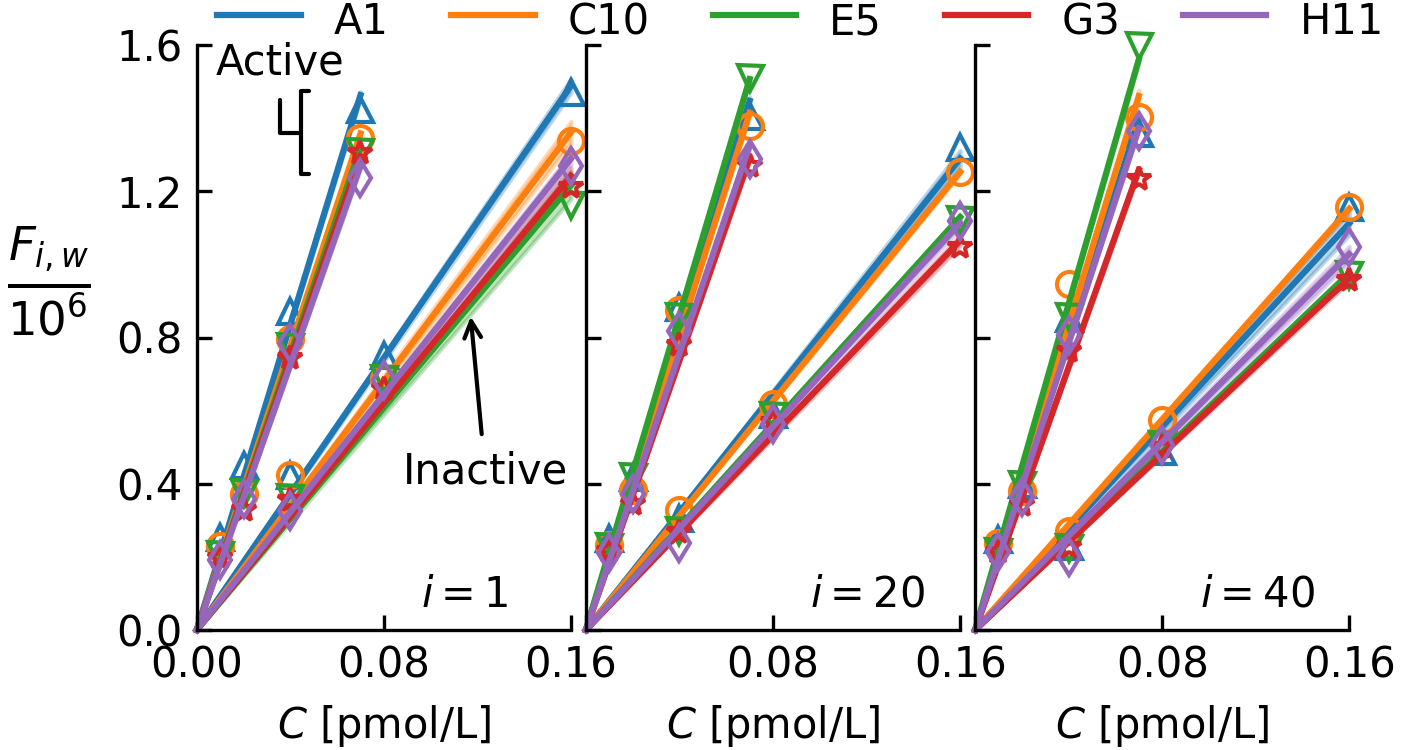 A1 C10 E5 G3 H11
1.6
Active
1.2
F_{i, w} / 10^6
0.8
Inactive
0.4
i = 1 i = 20 i = 40
0.0
0.00 0.08 0.16 0.08 0.16 0.08 0.16
C [pmol/L] C [pmol/L] C [pmol/L]